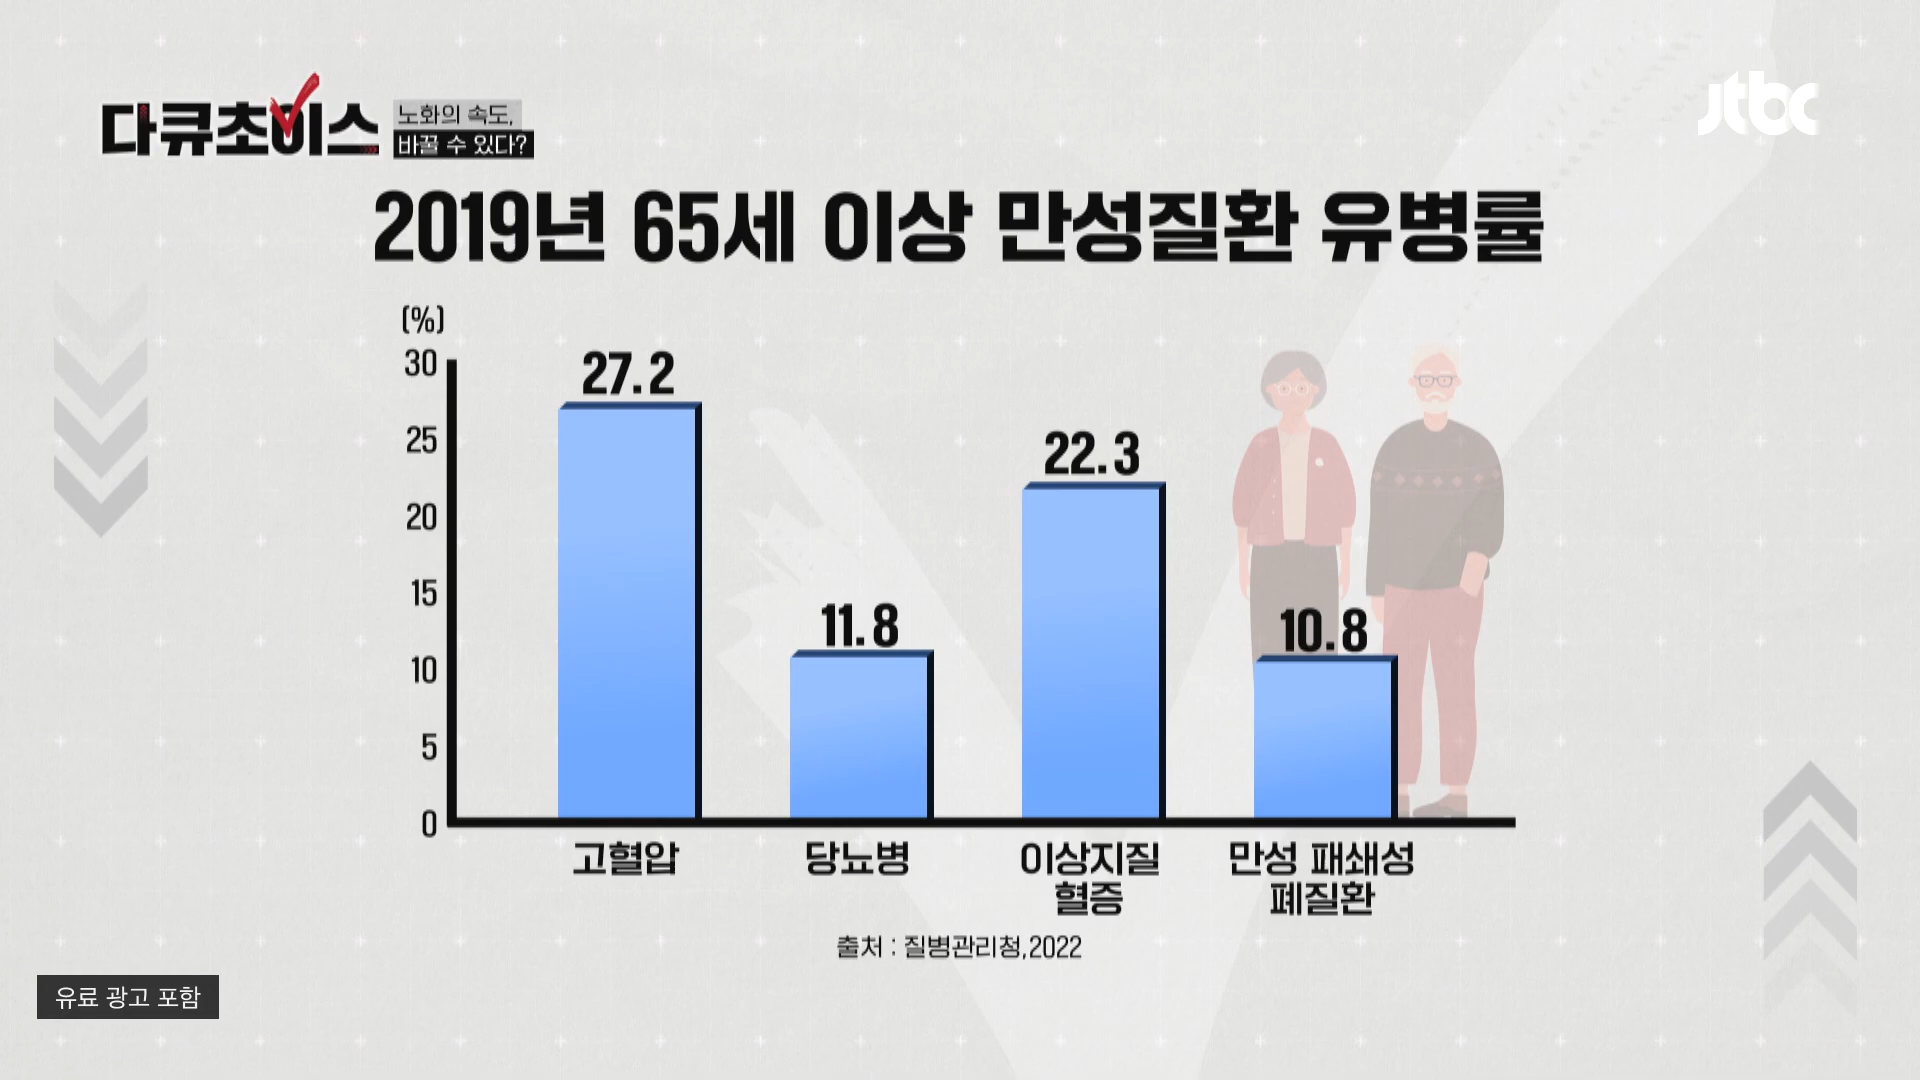 다큐초이스
노화의 속도,
바꿀 수 있다?
jtbc
2019년 65세 이상 만성질환 유병률
(%)
30
25
20
15
10
5
0
27.2
11.8
22.3
10.8
고혈압
당뇨병
이상지질
혈증
만성 폐쇄성
폐질환
출처 : 질병관리청,2022
유료 광고 포함